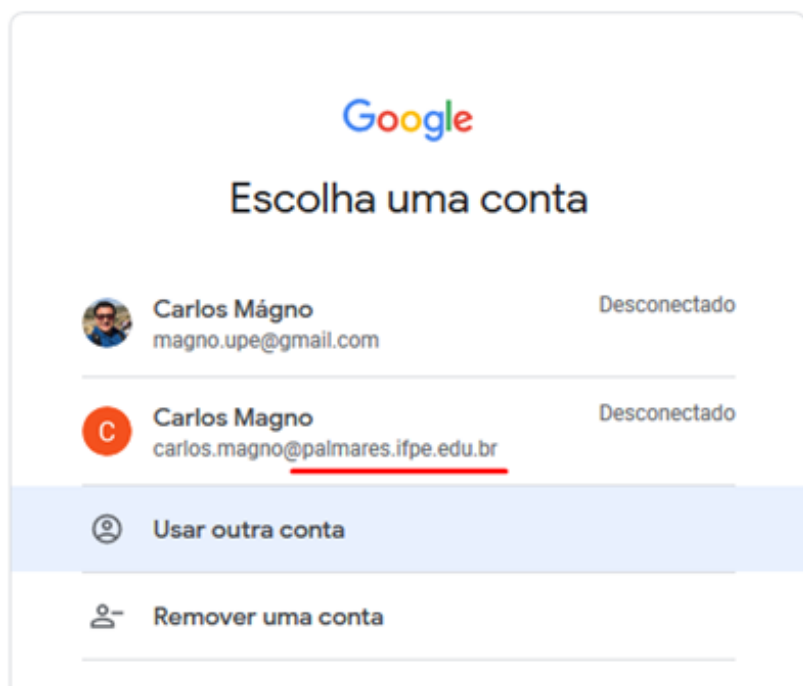 Google
Escolha uma conta
Carlos Mágno
Desconectado
magno.upe@gmail.com
Carlos Magno
Desconectado
C
carlos.magno@palmares.ifpe.edu.br
Usar outra conta
Remover uma conta